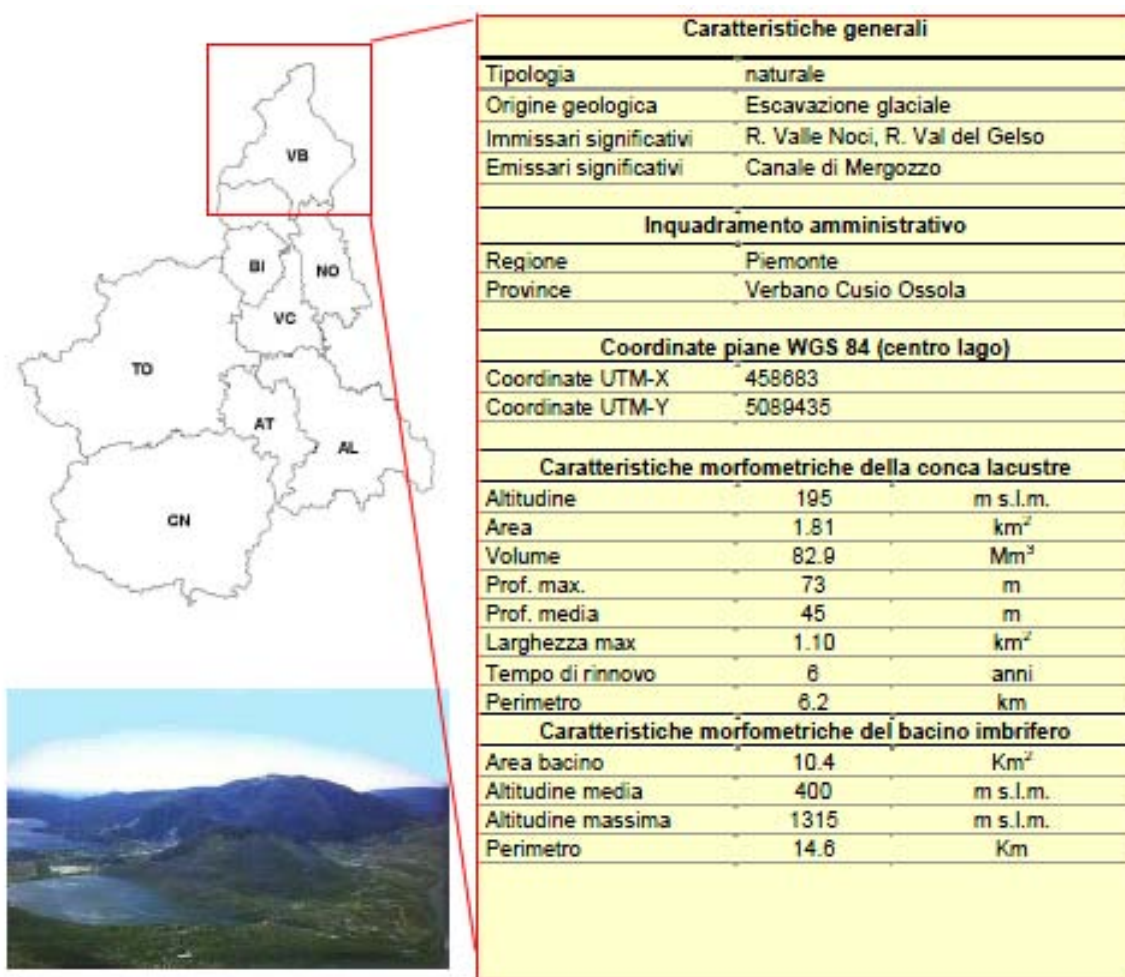 VB
BI
NO
VC
TO
AT
AL
CN
Caratteristiche generali
Tipologia naturale
Origine geologica Escavazione glaciale
Immissari significativi R. Valle Noci, R. Val del Gelso
Emissari significativi Canale di Mergozzo
Inquadramento amministrativo
Regione Piemonte
Province Verbano Cusio Ossola
Coordinate piane WGS 84 (centro lago)
Coordinate UTM-X 458683
Coordinate UTM-Y 5089435
Caratteristiche morfometriche della conca lacustre
Altitudine 195 m s.l.m.
Area 1.81 km²
Volume 82.9 Mm³
Prof. max. 73 m
Prof. media 45 m
Larghezza max 1.10 km²
Tempo di rinnovo 6 anni
Perimetro 6.2 km
Caratteristiche morfometriche del bacino imbrifero
Area bacino 10.4 Km²
Altitudine media 400 m s.l.m.
Altitudine massima 1315 m s.l.m.
Perimetro 14.6 Km